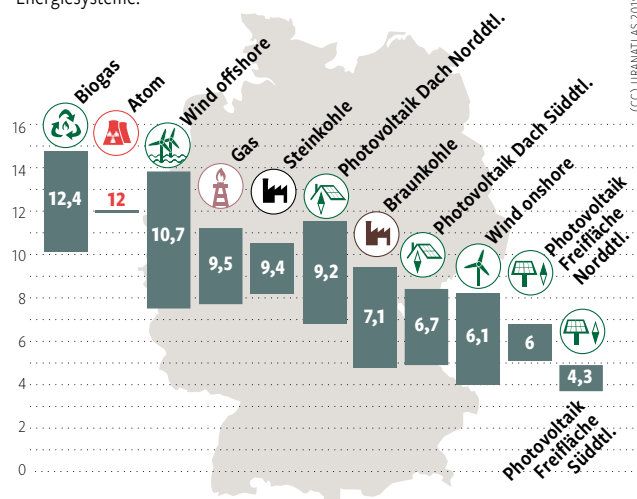 Energiesysteme.
(CC) URANATLAS 2019
Biogas
Atom
Wind offshore
Gas
Steinkohle
Photovoltaik Dach Norddtl.
Braunkohle
Photovoltaik Dach Süddtl.
Wind onshore
Photovoltaik
Freifläche
Norddtl.
16
14
12
10
8
6
4
2
0
12,4
12
10,7
9,5
9,4
9,2
7,1
6,7
6,1
6
4,3
Photovoltaik
Freifläche
Süddtl.